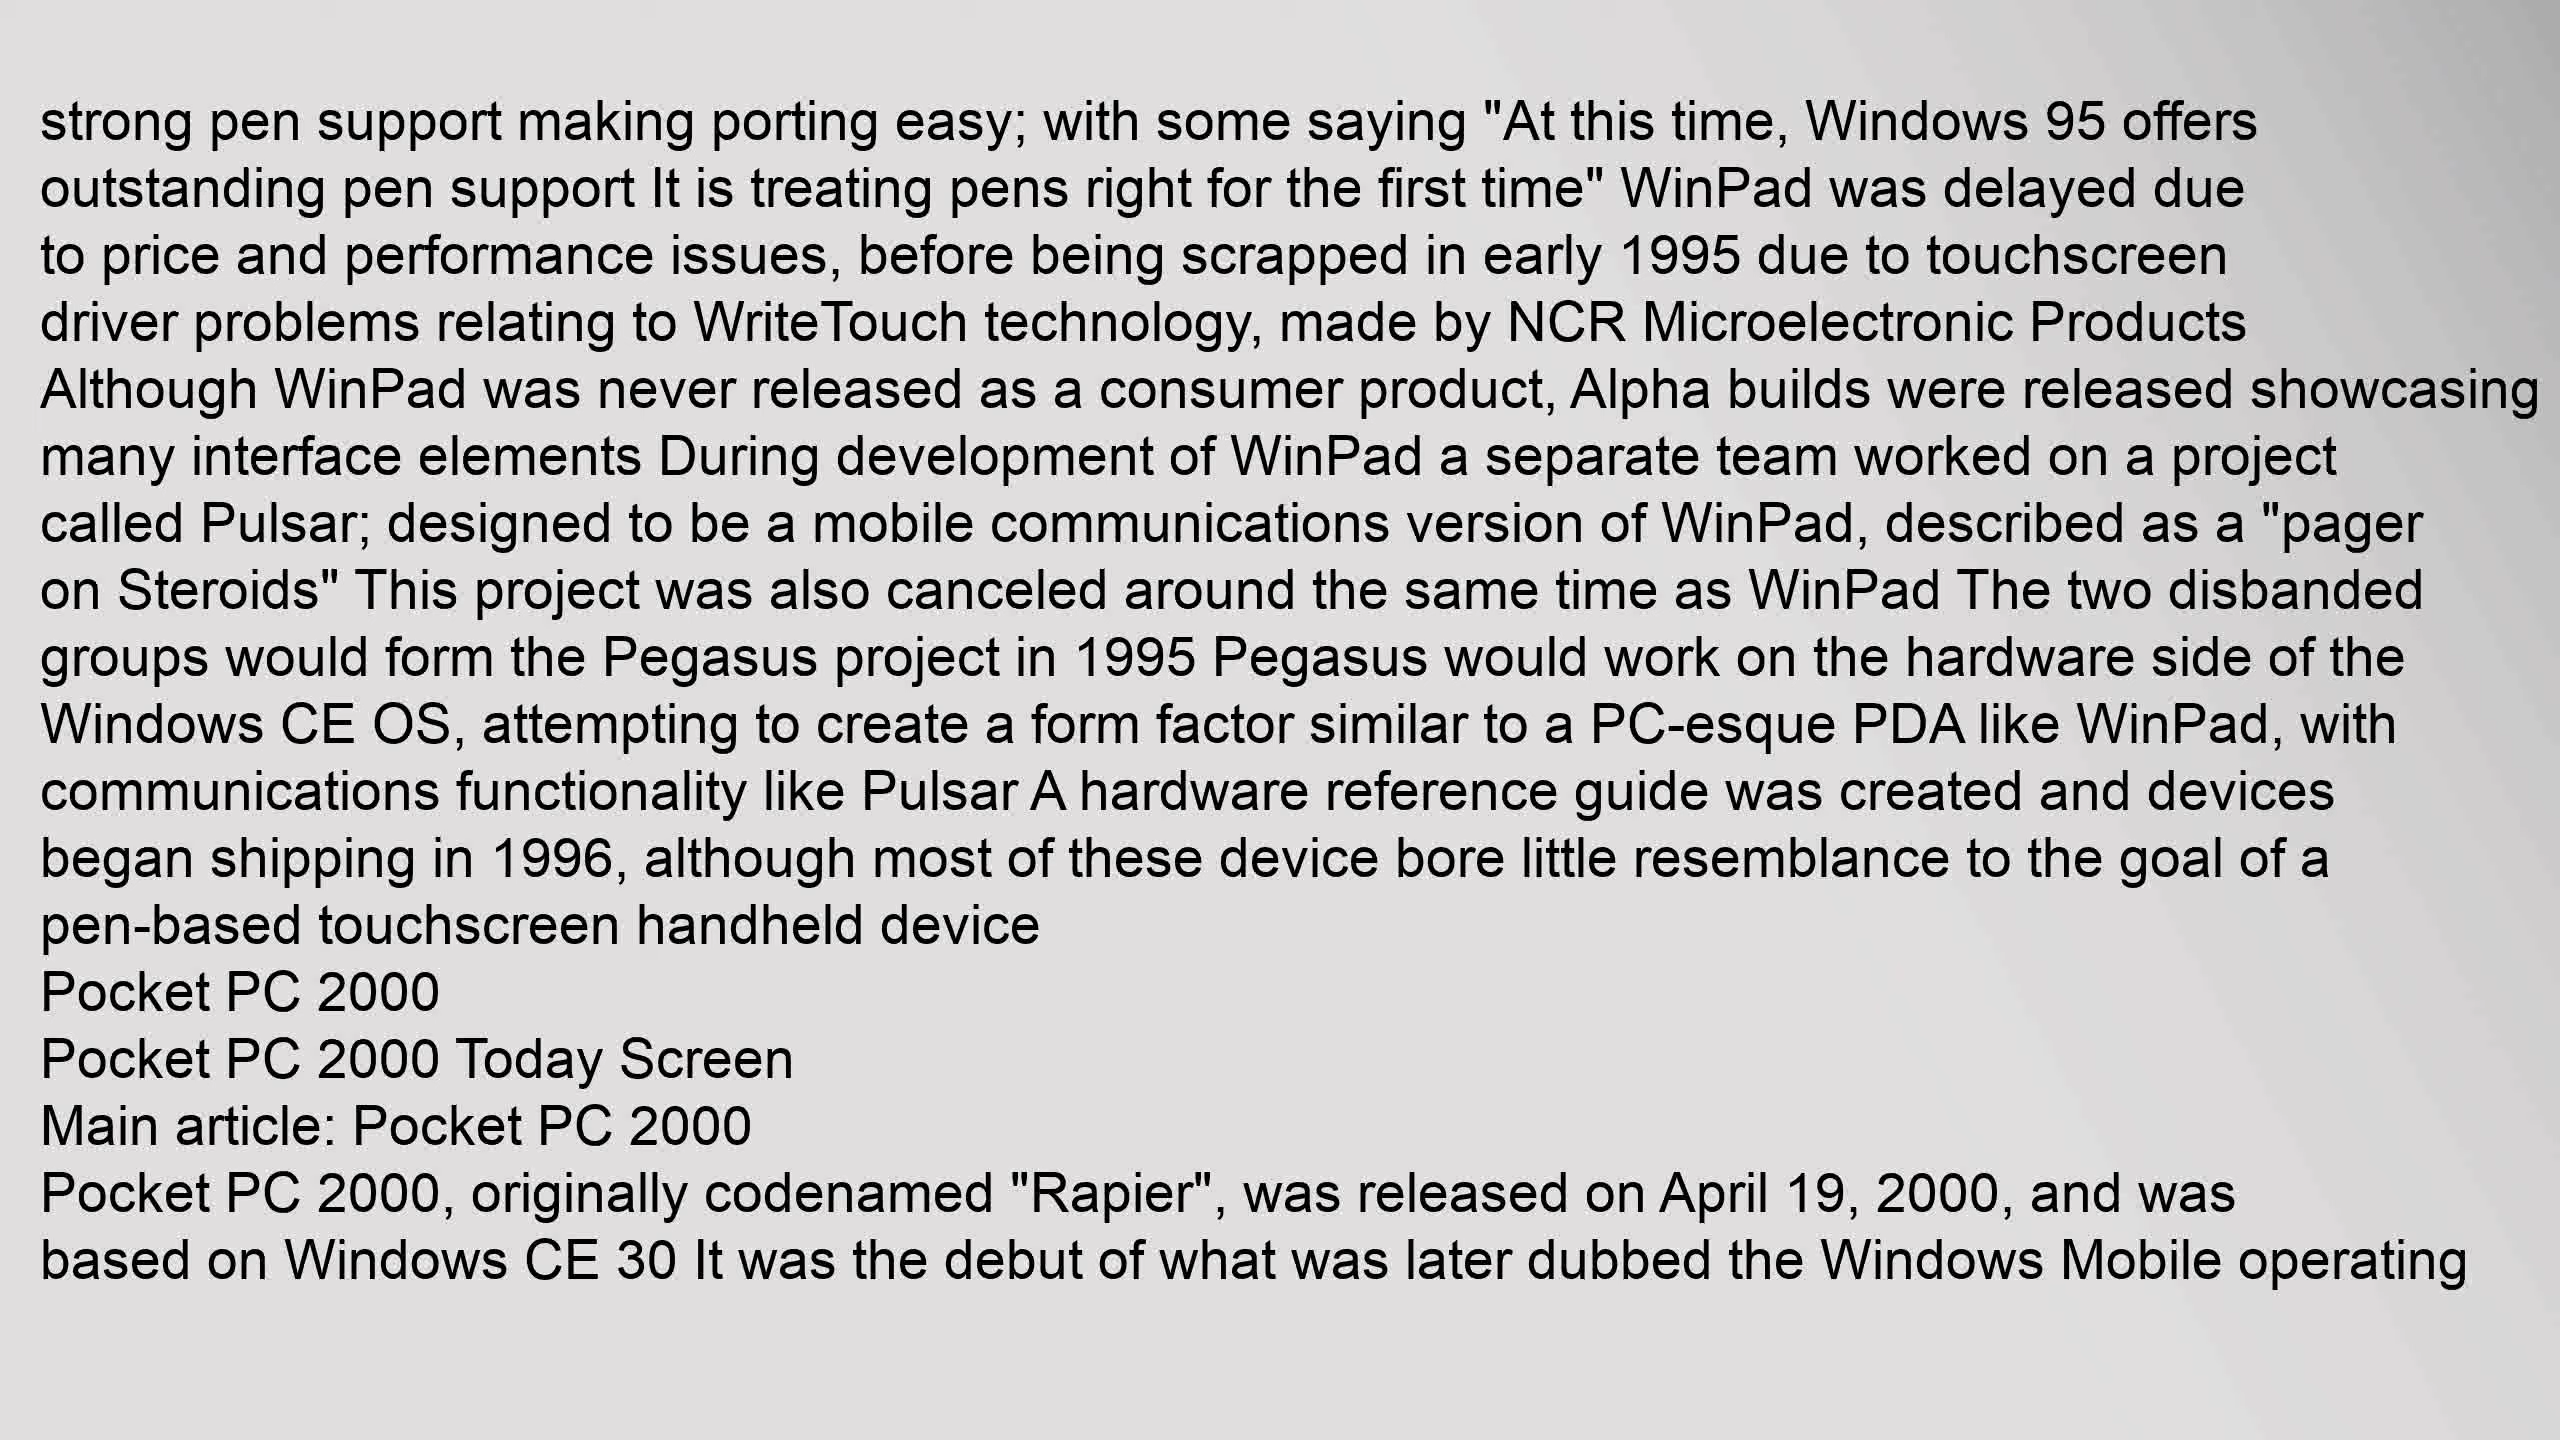 strong pen support making porting easy; with some saying "At this time, Windows 95 offers
outstanding pen support It is treating pens right for the first time" WinPad was delayed due
to price and performance issues, before being scrapped in early 1995 due to touchscreen
driver problems relating to WriteTouch technology, made by NCR Microelectronic Products
Although WinPad was never released as a consumer product, Alpha builds were released showcasing
many interface elements During development of WinPad a separate team worked on a project
called Pulsar; designed to be a mobile communications version of WinPad, described as a "pager
on Steroids" This project was also canceled around the same time as WinPad The two disbanded
groups would form the Pegasus project in 1995 Pegasus would work on the hardware side of the
Windows CE OS, attempting to create a form factor similar to a PC-esque PDA like WinPad, with
communications functionality like Pulsar A hardware reference guide was created and devices
began shipping in 1996, although most of these device bore little resemblance to the goal of a
pen-based touchscreen handheld device
Pocket PC 2000
Pocket PC 2000 Today Screen
Main article: Pocket PC 2000
Pocket PC 2000, originally codenamed "Rapier", was released on April 19, 2000, and was
based on Windows CE 30 It was the debut of what was later dubbed the Windows Mobile operating